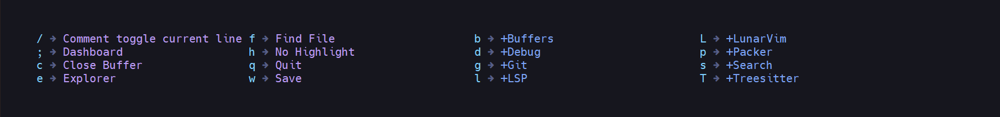 / → Comment toggle current line f → Find File b → +Buffers L → +LunarVim
; → Dashboard h → No Highlight d → +Debug p → +Packer
c → Close Buffer q → Quit g → +Git s → +Search
e → Explorer w → Save l → +LSP T → +Treesitter